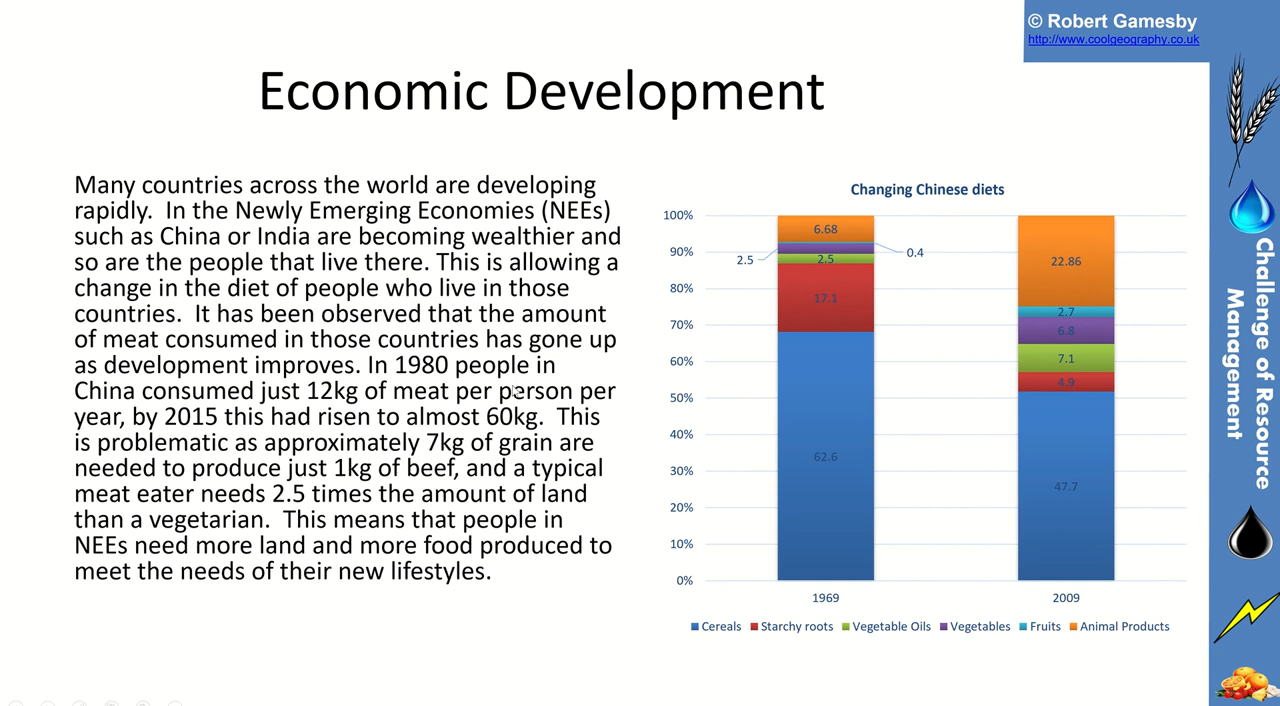 © Robert Gamesby
http://www.coolgeography.co.uk
Economic Development
Many countries across the world are developing
rapidly.  In the Newly Emerging Economies (NEEs)
such as China or India are becoming wealthier and
so are the people that live there. This is allowing a
change in the diet of people who live in those
countries.  It has been observed that the amount
of meat consumed in those countries has gone up
as development improves. In 1980 people in
China consumed just 12kg of meat per person per
year, by 2015 this had risen to almost 60kg.  This
is problematic as approximately 7kg of grain are
needed to produce just 1kg of beef, and a typical
meat eater needs 2.5 times the amount of land
than a vegetarian.  This means that people in
NEEs need more land and more food produced to
meet the needs of their new lifestyles.
Changing Chinese diets
100%
90%
80%
70%
60%
50%
40%
30%
20%
10%
0%
6.68
0.4
2.5
2.5
17.1
62.6
22.86
2.7
6.8
7.1
4.9
47.7
1969
2009
Cereals Starchy roots Vegetable Oils Vegetables Fruits Animal Products
Challenge of Resource
Management